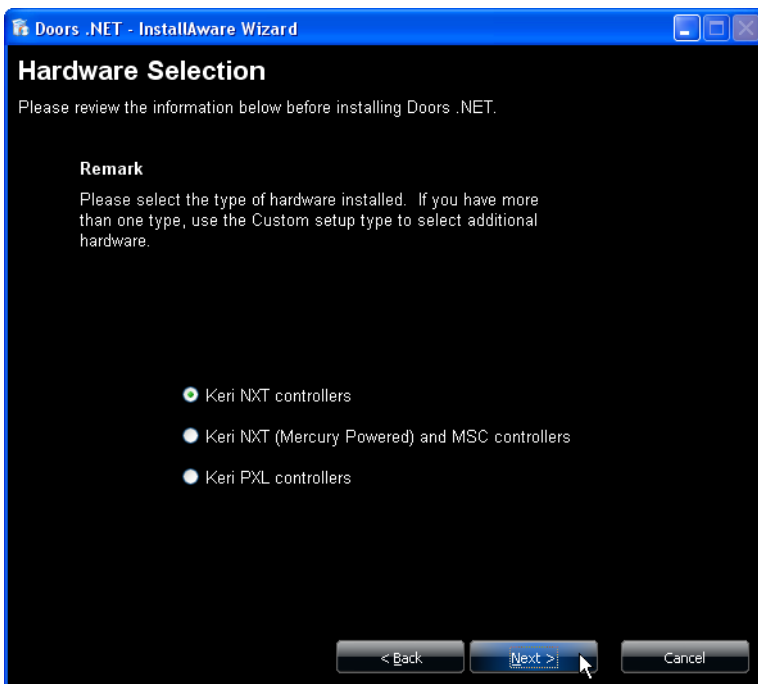 Doors .NET - InstallAware Wizard
Hardware Selection
Please review the information below before installing Doors .NET.
Remark
Please select the type of hardware installed. If you have more
than one type, use the Custom setup type to select additional
hardware.
Keri NXT controllers
Keri NXT (Mercury Powered) and MSC controllers
Keri PXL controllers
< Back
Next >
Cancel